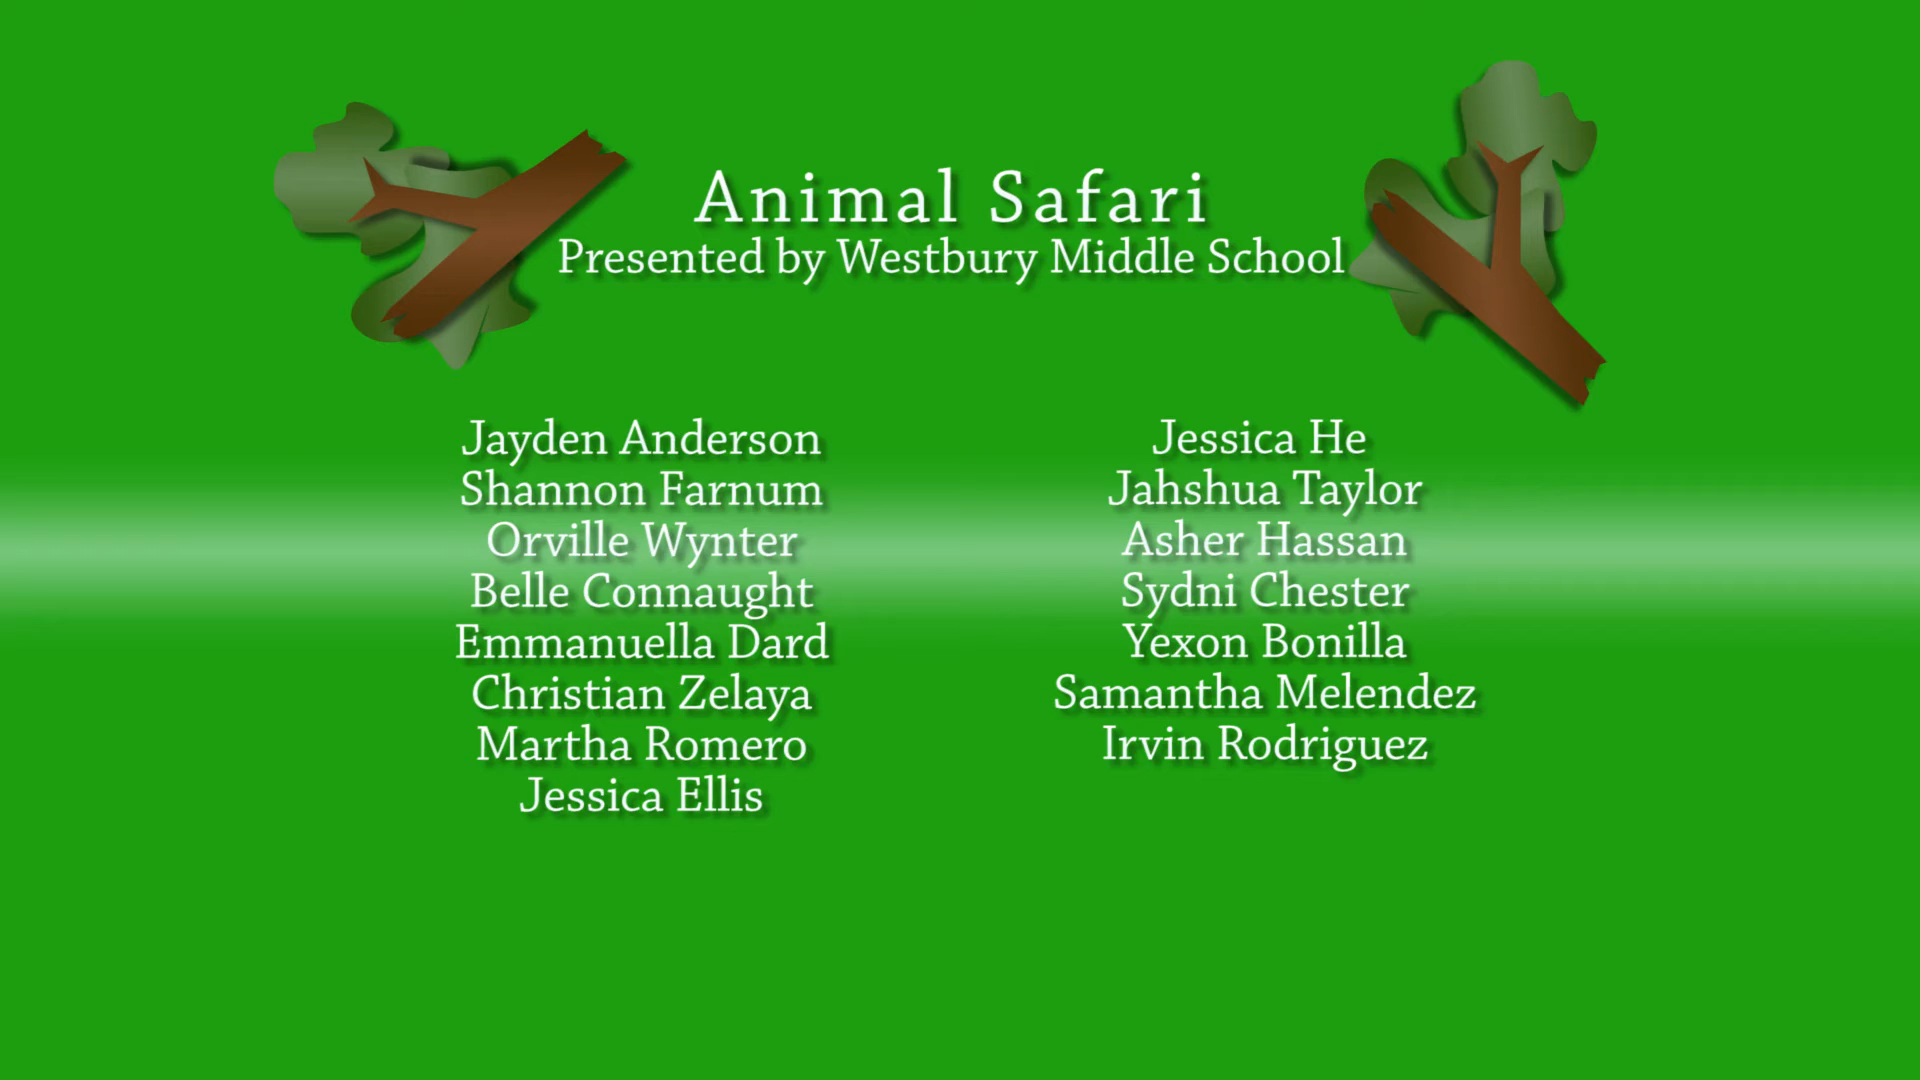 Animal Safari
Presented by Westbury Middle School
Jayden Anderson
Shannon Farnum
Orville Wynter
Belle Connaught
Emmanuella Dard
Christian Zelaya
Martha Romero
Jessica Ellis
Jessica He
Jahshua Taylor
Asher Hassan
Sydni Chester
Yexon Bonilla
Samantha Melendez
Irvin Rodriguez